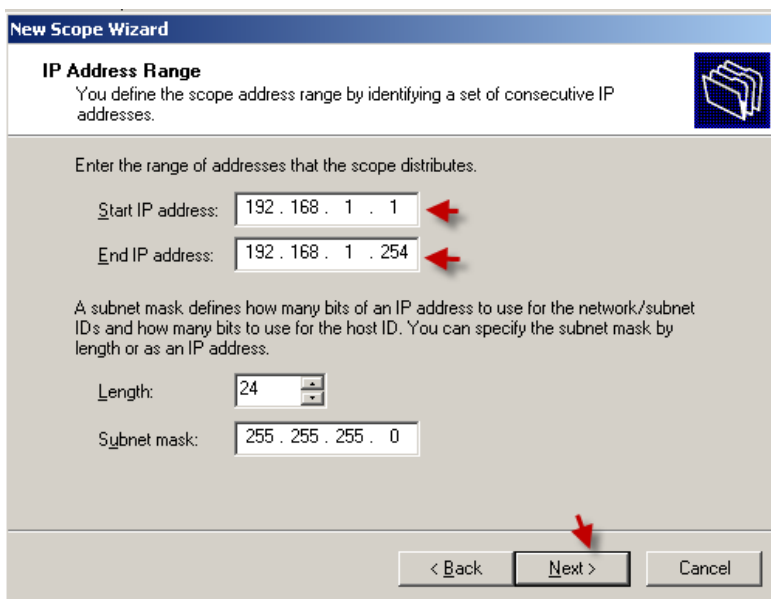 New Scope Wizard
IP Address Range
You define the scope address range by identifying a set of consecutive IP
addresses.
Enter the range of addresses that the scope distributes.
Start IP address: 192 . 168 . 1 . 1
End IP address: 192 . 168 . 1 . 254
A subnet mask defines how many bits of an IP address to use for the network/subnet
IDs and how many bits to use for the host ID. You can specify the subnet mask by
length or as an IP address.
Length: 24
Subnet mask: 255 . 255 . 255 . 0
< Back Next > Cancel